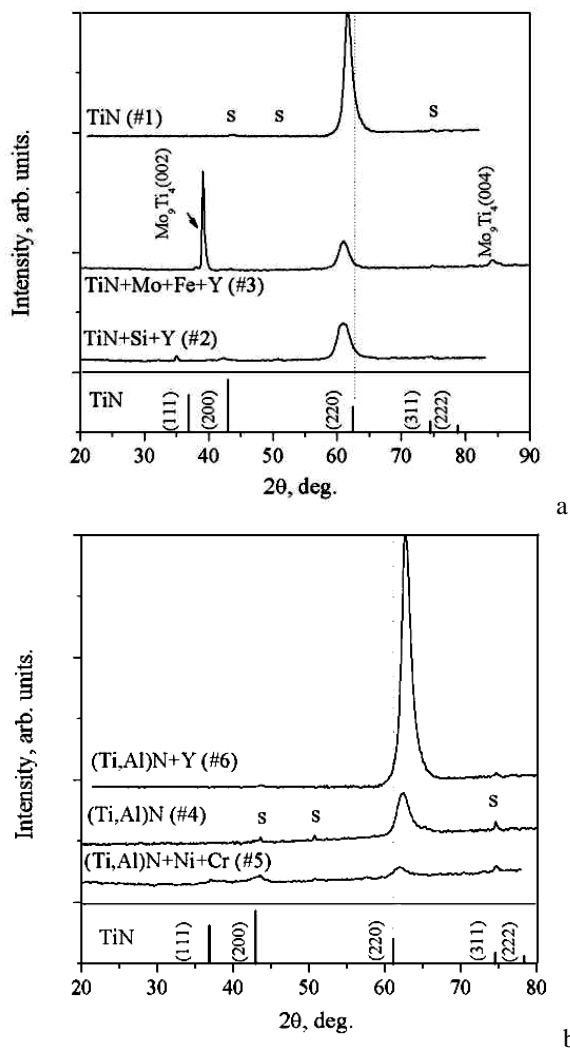 Intensity, arb. units.
TiN (#1)
s
s
s
Mo9Ti4(002)
Mo9Ti4(004)
TiN+Mo+Fe+Y (#3)
TiN+Si+Y (#2)
TiN
(111)
(200)
(220)
(311)
(222)
20 30 40 50 60 70 80 90
2θ, deg.
a
Intensity, arb. units.
(Ti,Al)N+Y (#6)
(Ti,Al)N (#4)
s
s
s
(Ti,Al)N+Ni+Cr (#5)
TiN
(111)
(200)
(220)
(311)
(222)
20 30 40 50 60 70 80
2θ, deg.
b